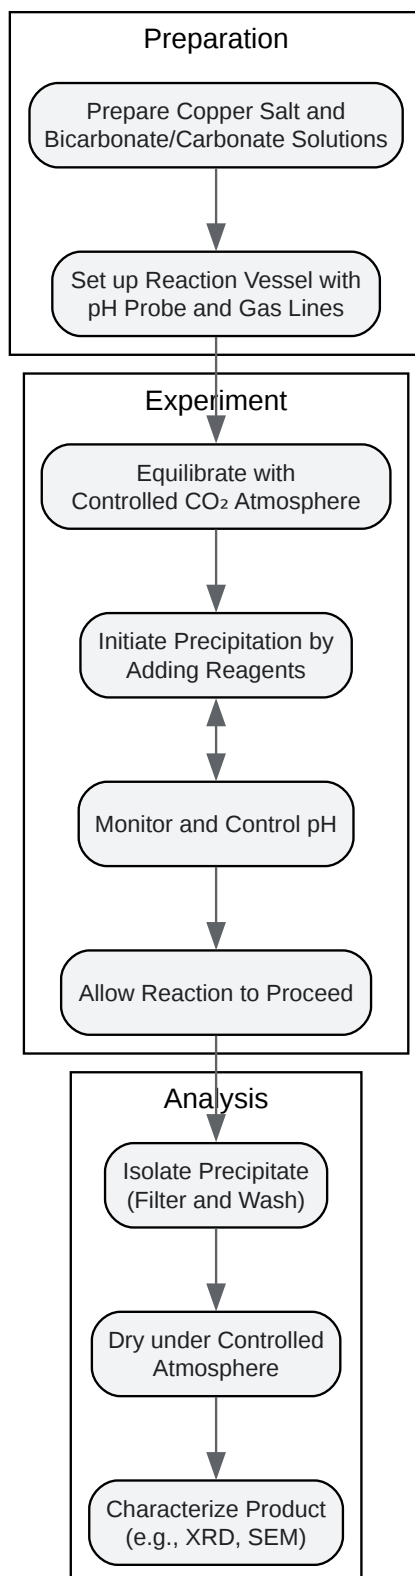 Preparation
Prepare Copper Salt and
Bicarbonate/Carbonate Solutions
Set up Reaction Vessel with
pH Probe and Gas Lines
Experiment
Equilibrate with
Controlled CO₂ Atmosphere
Initiate Precipitation by
Adding Reagents
Monitor and Control pH
Allow Reaction to Proceed
Analysis
Isolate Precipitate
(Filter and Wash)
Dry under Controlled
Atmosphere
Characterize Product
(e.g., XRD, SEM)